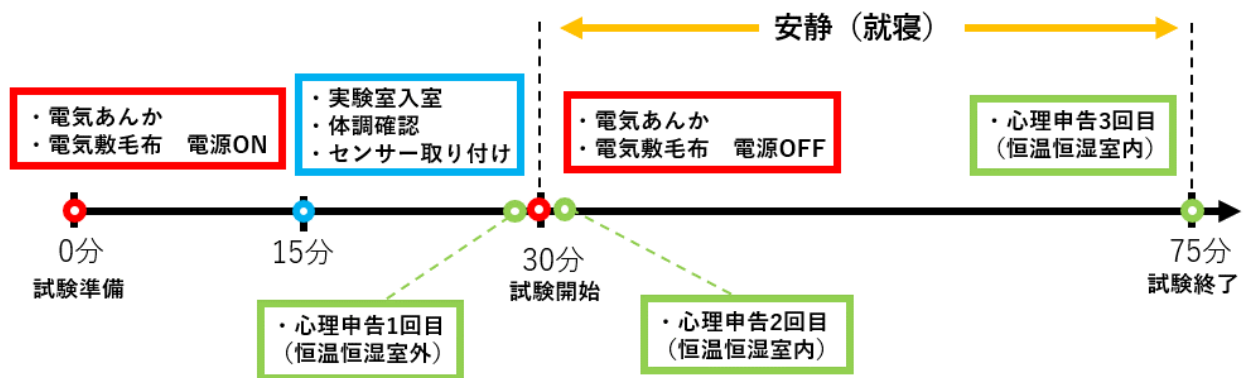 安静（就寝）
・電気あんか
・電気敷毛布　電源ON
・実験室入室
・体調確認
・センサー取り付け
・電気あんか
・電気敷毛布　電源OFF
・心理申告3回目
（恒温恒湿室内）
0分
試験準備
15分
30分
試験開始
75分
試験終了
・心理申告1回目
（恒温恒湿室外）
・心理申告2回目
（恒温恒湿室内）